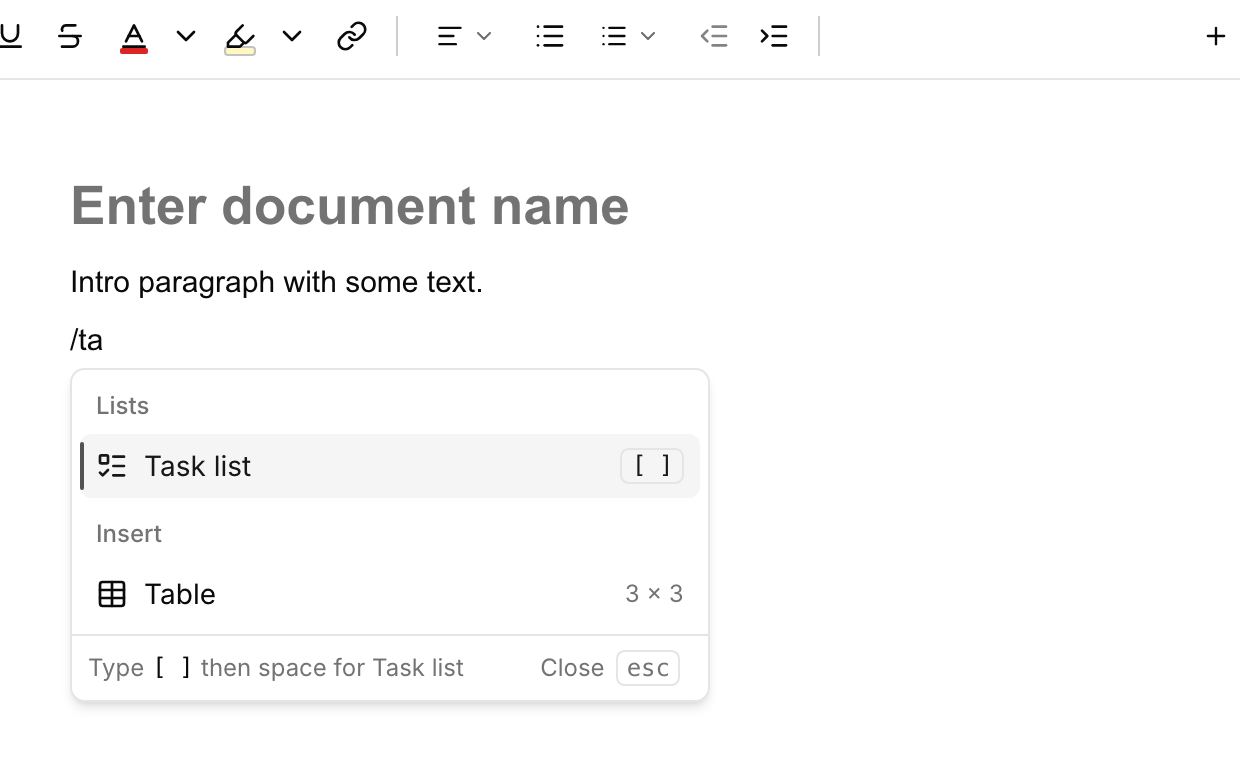 Enter document name
Intro paragraph with some text.
/ta
Lists
Task list [ ]
Insert
Table 3 × 3
Type [ ] then space for Task list Close esc